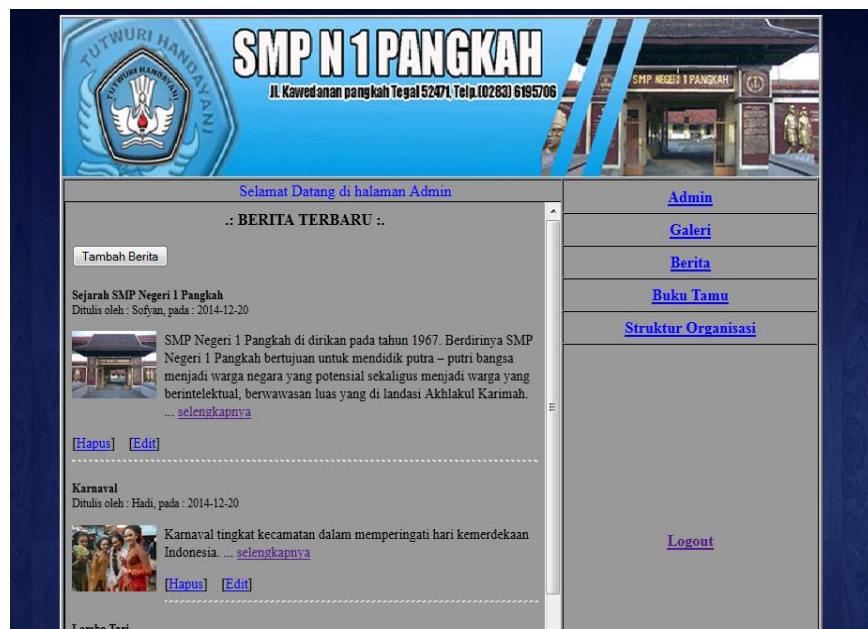 TUTWURI HANDAYANI
TUTWURI HANDAYANI
SMP N 1 PANGKAH
Jl. Kawedanan pangkah Tegal 52471, Telp.(0283) 6195706
SMP NEGERI 1 PANGKAH
Selamat Datang di halaman Admin
.: BERITA TERBARU :.
Tambah Berita
Sejarah SMP Negeri 1 Pangkah
Ditulis oleh : Sofyan, pada : 2014-12-20
SMP Negeri 1 Pangkah di dirikan pada tahun 1967. Berdirinya SMP
Negeri 1 Pangkah bertujuan untuk mendidik putra – putri bangsa
menjadi warga negara yang potensial sekaligus menjadi warga yang
berintelektual, berwawasan luas yang di landasi Akhlakul Karimah.
... selengkapnya
[Hapus] [Edit]
Karnaval
Ditulis oleh : Hadi, pada : 2014-12-20
Karnaval tingkat kecamatan dalam memperingati hari kemerdekaan
Indonesia. ... selengkapnya
[Hapus] [Edit]
Lomba Tari
Admin
Galeri
Berita
Buku Tamu
Struktur Organisasi
Logout